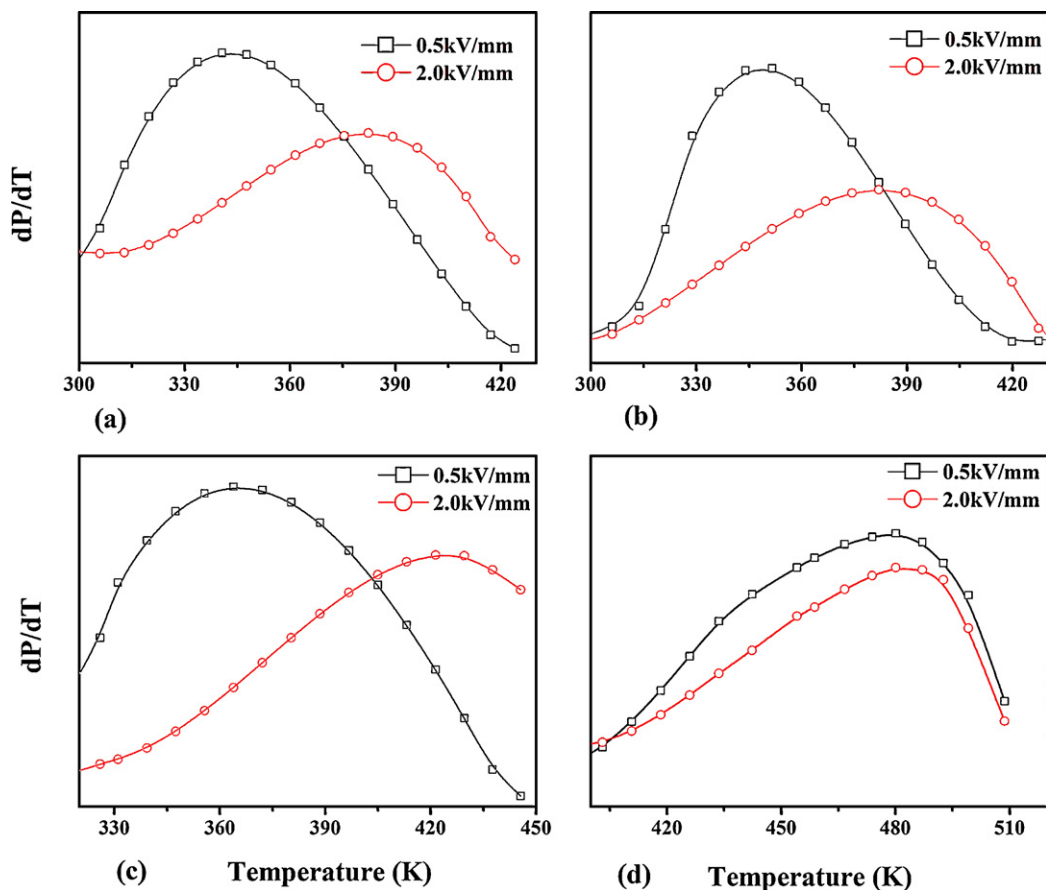 0.5kV/mm
2.0kV/mm
dP/dT
300 330 360 390 420
(a)
0.5kV/mm
2.0kV/mm
300 330 360 390 420
(b)
0.5kV/mm
2.0kV/mm
dP/dT
330 360 390 420 450
(c) Temperature (K)
0.5kV/mm
2.0kV/mm
420 450 480 510
(d) Temperature (K)